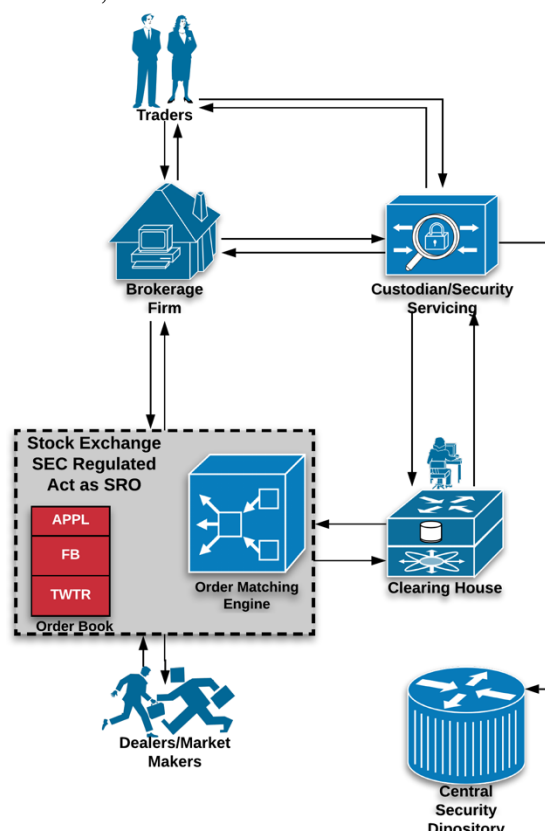 Traders
Brokerage
Firm
Custodian/Security
Servicing
Stock Exchange
SEC Regulated
Act as SRO
APPL
FB
TWTR
Order Book
Order Matching
Engine
Clearing House
Dealers/Market
Makers
Central
Security
Dipository